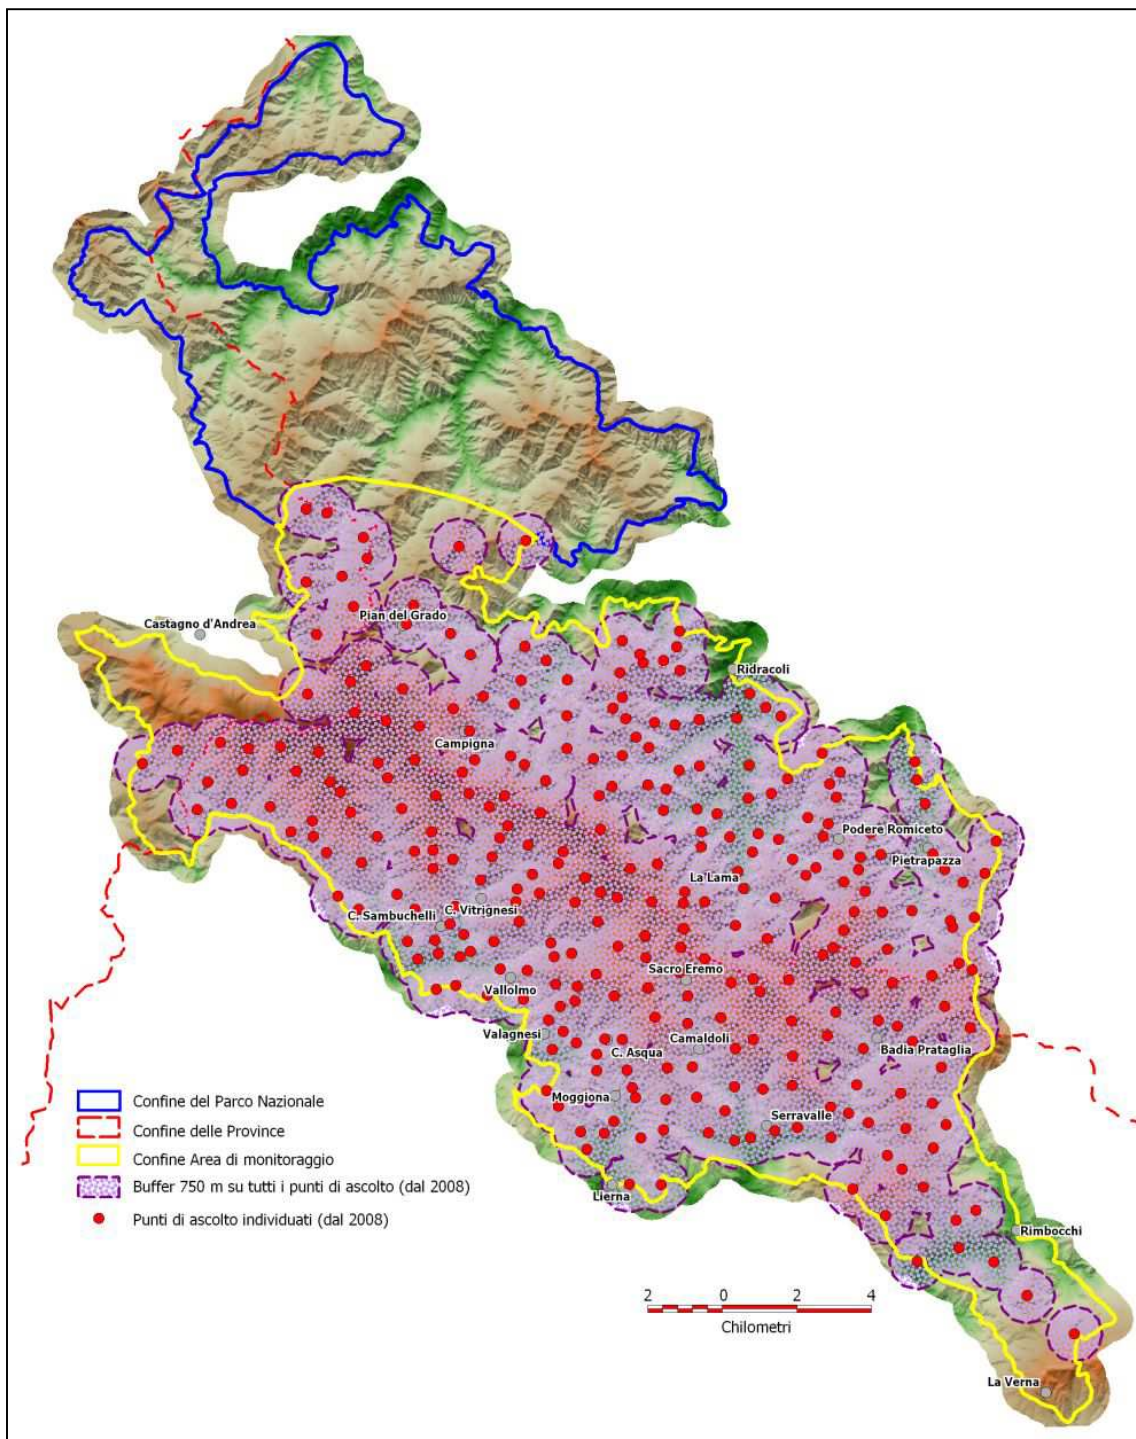 Castagno d'Andrea
Pian del Grado
Ridracoli
Campigna
Podere Romiceto
Pietrapazza
La Lama
C. Sambuchelli
C. Vitrignesi
Sacro Eremo
Vallolmo
Valagnesi
C. Asqua
Camaldoli
Badia Prataglia
Moggiona
Serravalle
Lierna
Rimbocchi
La Verna
Confine del Parco Nazionale
Confine delle Province
Confine Area di monitoraggio
Buffer 750 m su tutti i punti di ascolto (dal 2008)
Punti di ascolto individuati (dal 2008)
2 0 2 4
Chilometri